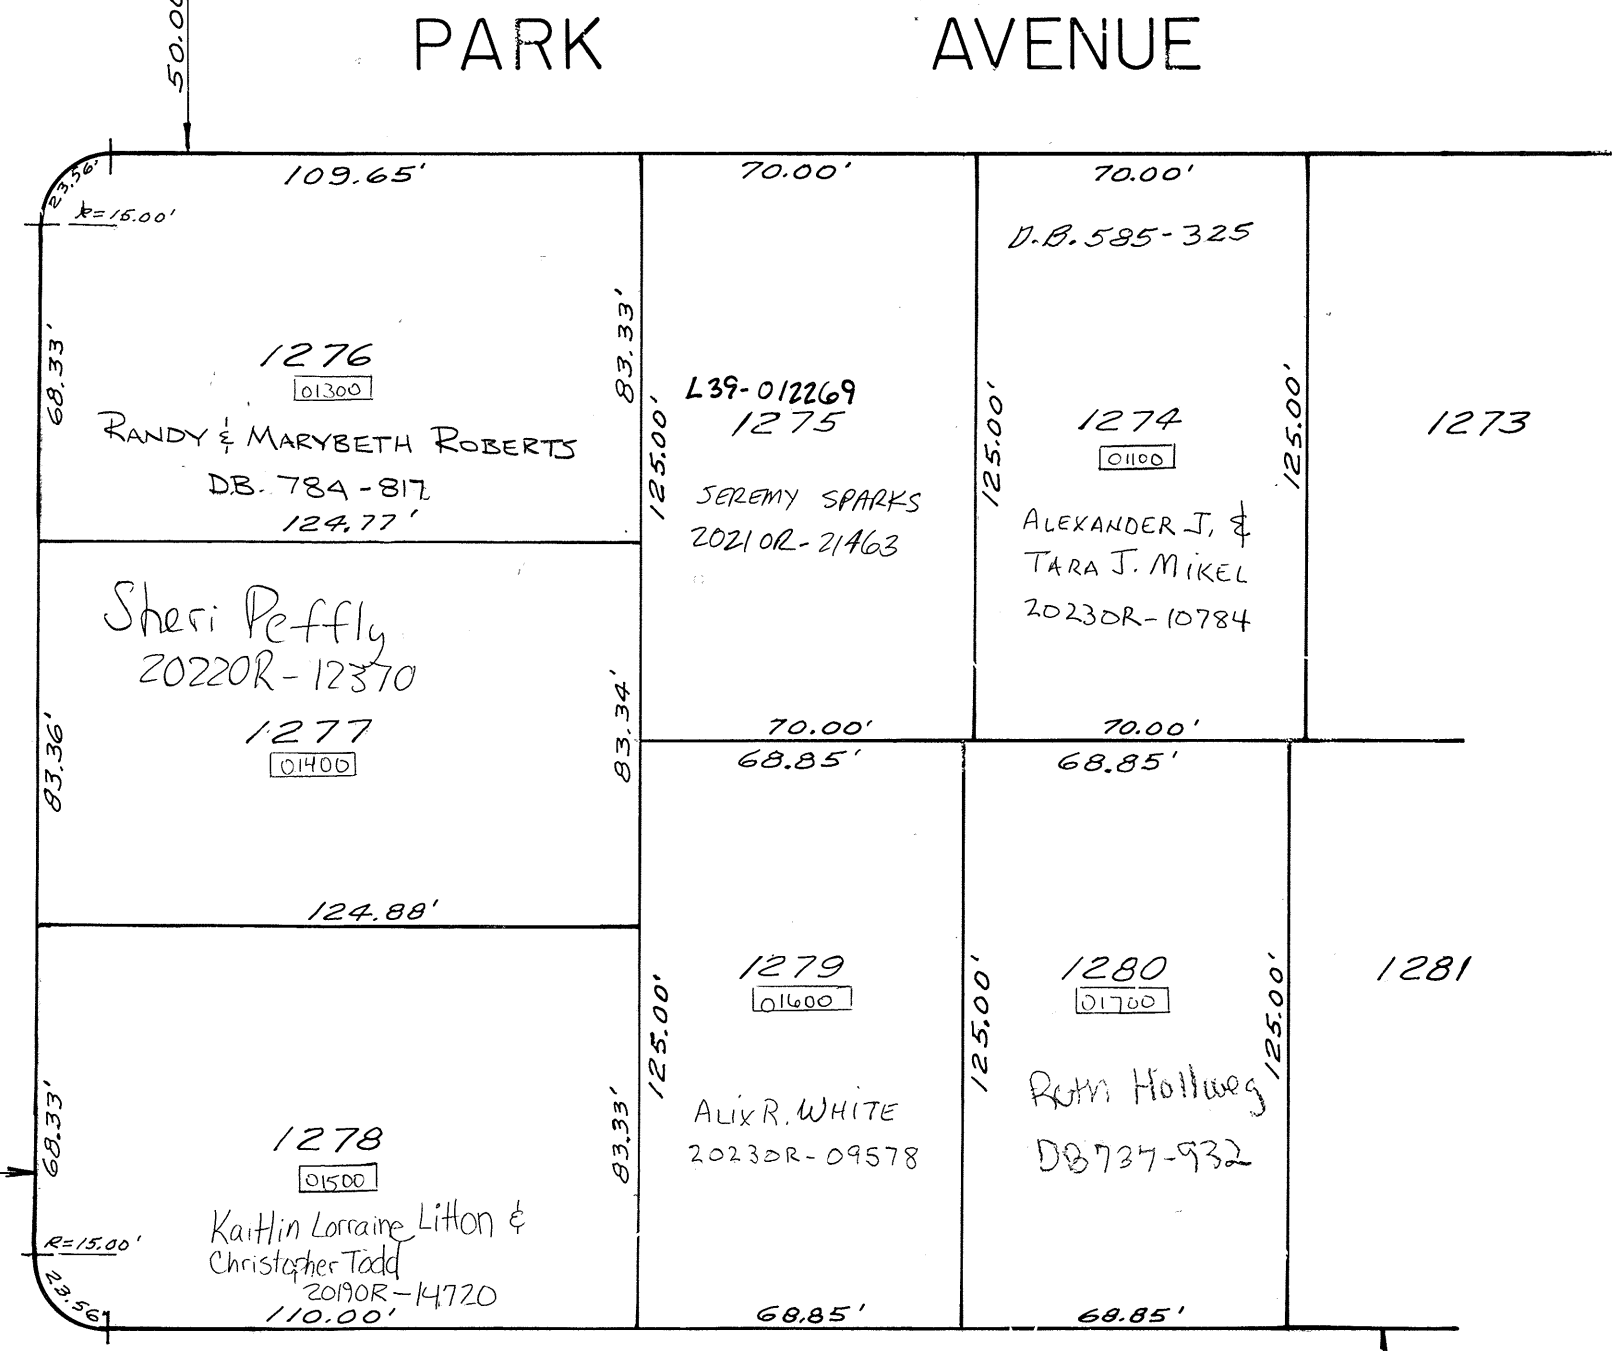 50.00
PARK AVENUE
23.56'
R=15.00'
109.65'
68.33'
83.33'
1276
01300
RANDY & MARYBETH ROBERTS
D.B. 784-817
124.77'
70.00'
L39-012269
1275
125.00'
JEREMY SPARKS
2021OR-21463
70.00'
70.00'
D.B. 585-325
125.00'
1274
01100
125.00'
ALEXANDER J. &
TARA J. MIKEL
2023OR-10784
70.00'
1273
Sheri Peffly
2022OR-12370
1277
01400
83.36'
83.34'
124.88'
68.33'
83.33'
1278
01500
Kaitlin Lorraine Litton &
Christopher Todd
2019OR-14720
R=15.00'
23.56'
110.00'
68.85'
1279
01600
125.00'
ALIX R. WHITE
2023OR-09578
68.85'
68.85'
1280
01700
125.00'
125.00'
Ruth Hollweg
DB737-932
68.85'
1281